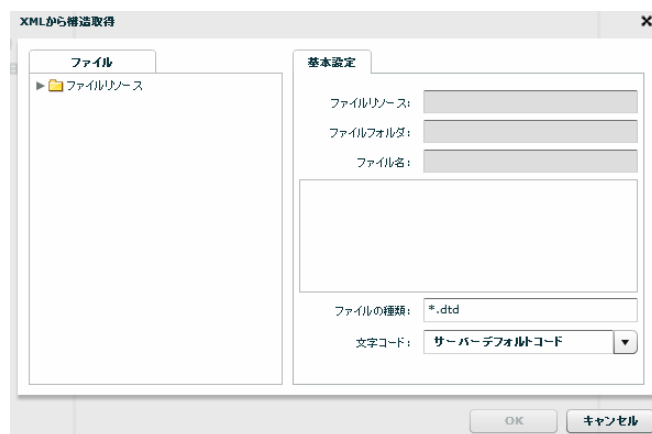 XMLから構造取得
ファイル
ファイルリソース
基本設定
ファイルリソース:
ファイルフォルダ:
ファイル名:
ファイルの種類: *.dtd
文字コード: サーバーデフォルトコード
OK キャンセル